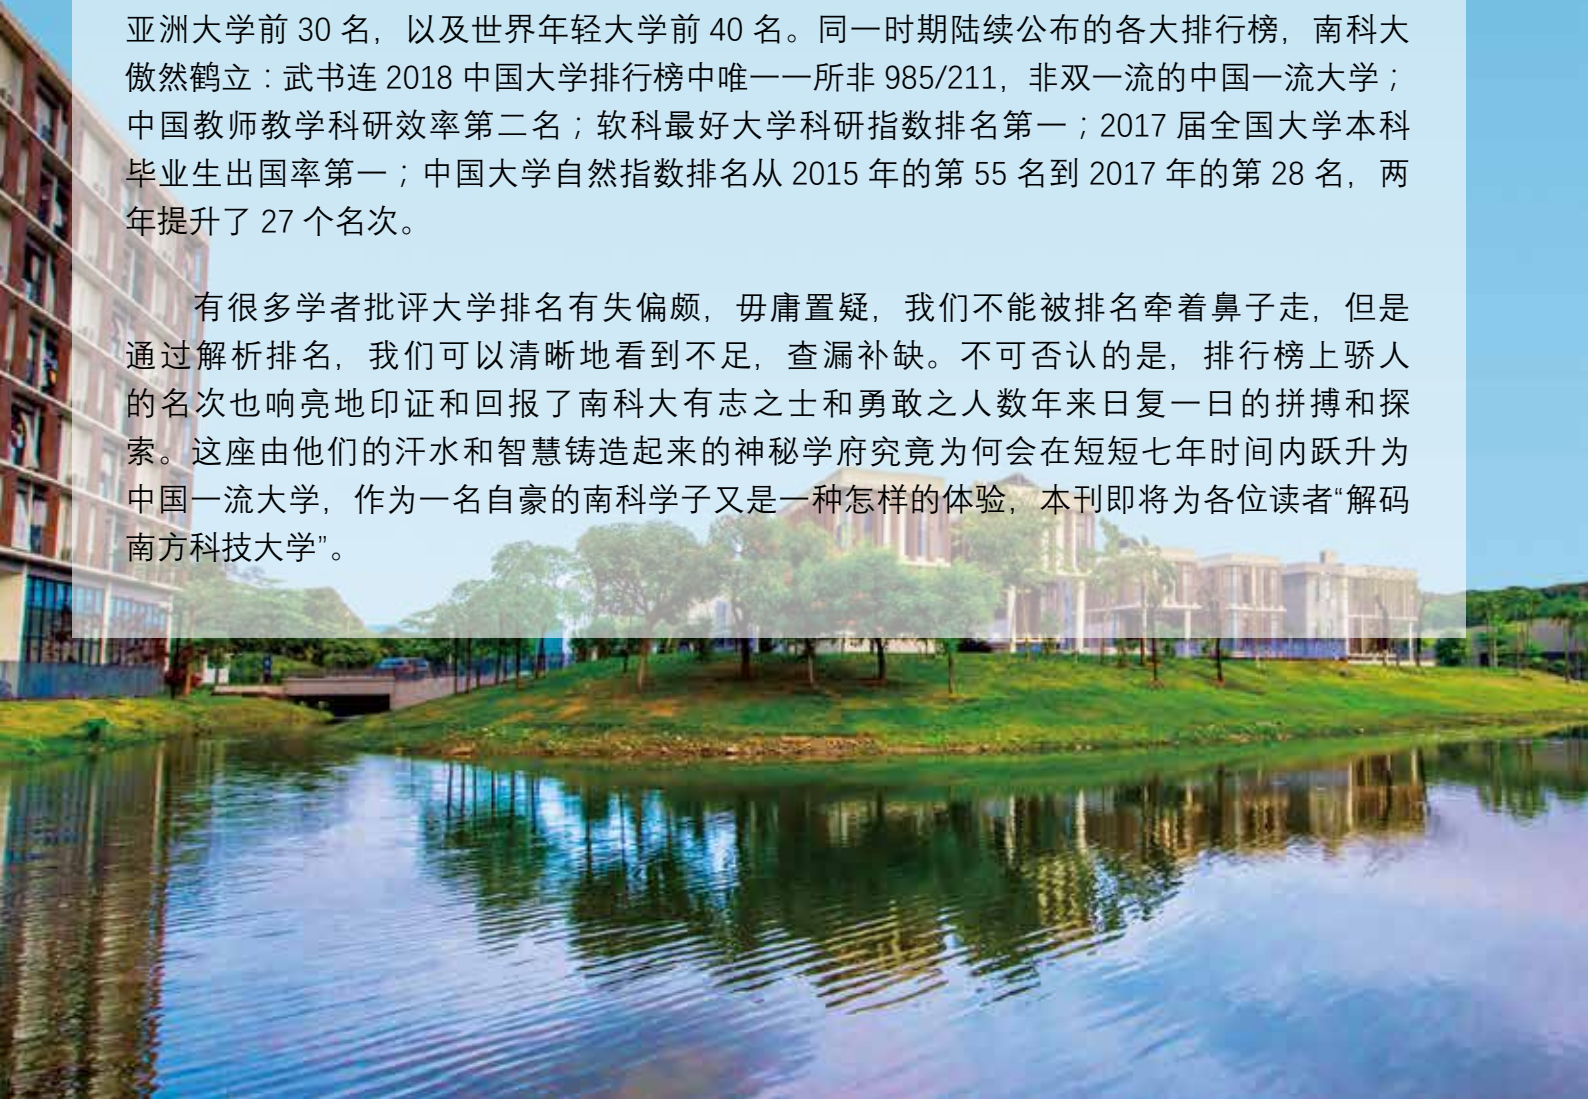 亚洲大学前 30 名，以及世界年轻大学前 40 名。同一时期陆续公布的各大排行榜，南科大
傲然鹤立：武书连 2018 中国大学排行榜中唯一一所非 985/211，非双一流的中国一流大学；
中国教师教学科研效率第二名；软科最好大学科研指数排名第一；2017 届全国大学本科
毕业生出国率第一；中国大学自然指数排名从 2015 年的第 55 名到 2017 年的第 28 名，两
年提升了 27 个名次。
有很多学者批评大学排名有失偏颇，毋庸置疑，我们不能被排名牵着鼻子走，但是
通过解析排名，我们可以清晰地看到不足，查漏补缺。不可否认的是，排行榜上骄人
的名次也响亮地印证和回报了南科大有志之士和勇敢之人数年来日复一日的拼搏和探
索。这座由他们的汗水和智慧铸造起来的神秘学府究竟为何会在短短七年时间内跃升为
中国一流大学，作为一名自豪的南科学子又是一种怎样的体验，本刊即将为各位读者“解码
南方科技大学”。